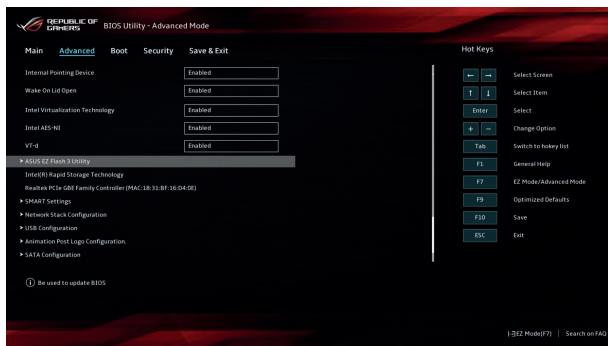 REPUBLIC OF GAMERS BIOS Utility - Advanced Mode
Main Advanced Boot Security Save & Exit
Hot Keys
Internal Pointing Device Enabled
Wake On Lid Open Enabled
Intel Virtualization Technology Enabled
Intel AES-NI Enabled
VT-d Enabled
> ASUS EZ Flash 3 Utility
Intel(R) Rapid Storage Technology
Realtek PCIe GBE Family Controller (MAC:18:31:BF:16:D4:0E)
> SMART Settings
> Network Stack Configuration
> USB Configuration
> Animation Post Logo Configuration.
> SATA Configuration
i Be used to update BIOS
← → Select Screen
↑ ↓ Select Item
Enter Select
+ − Change Option
Tab Switch to hokey list
F1 General Help
F7 EZ Mode/Advanced Mode
F9 Optimized Defaults
F10 Save
ESC Exit
EZ Mode(F7) | Search on FAQ